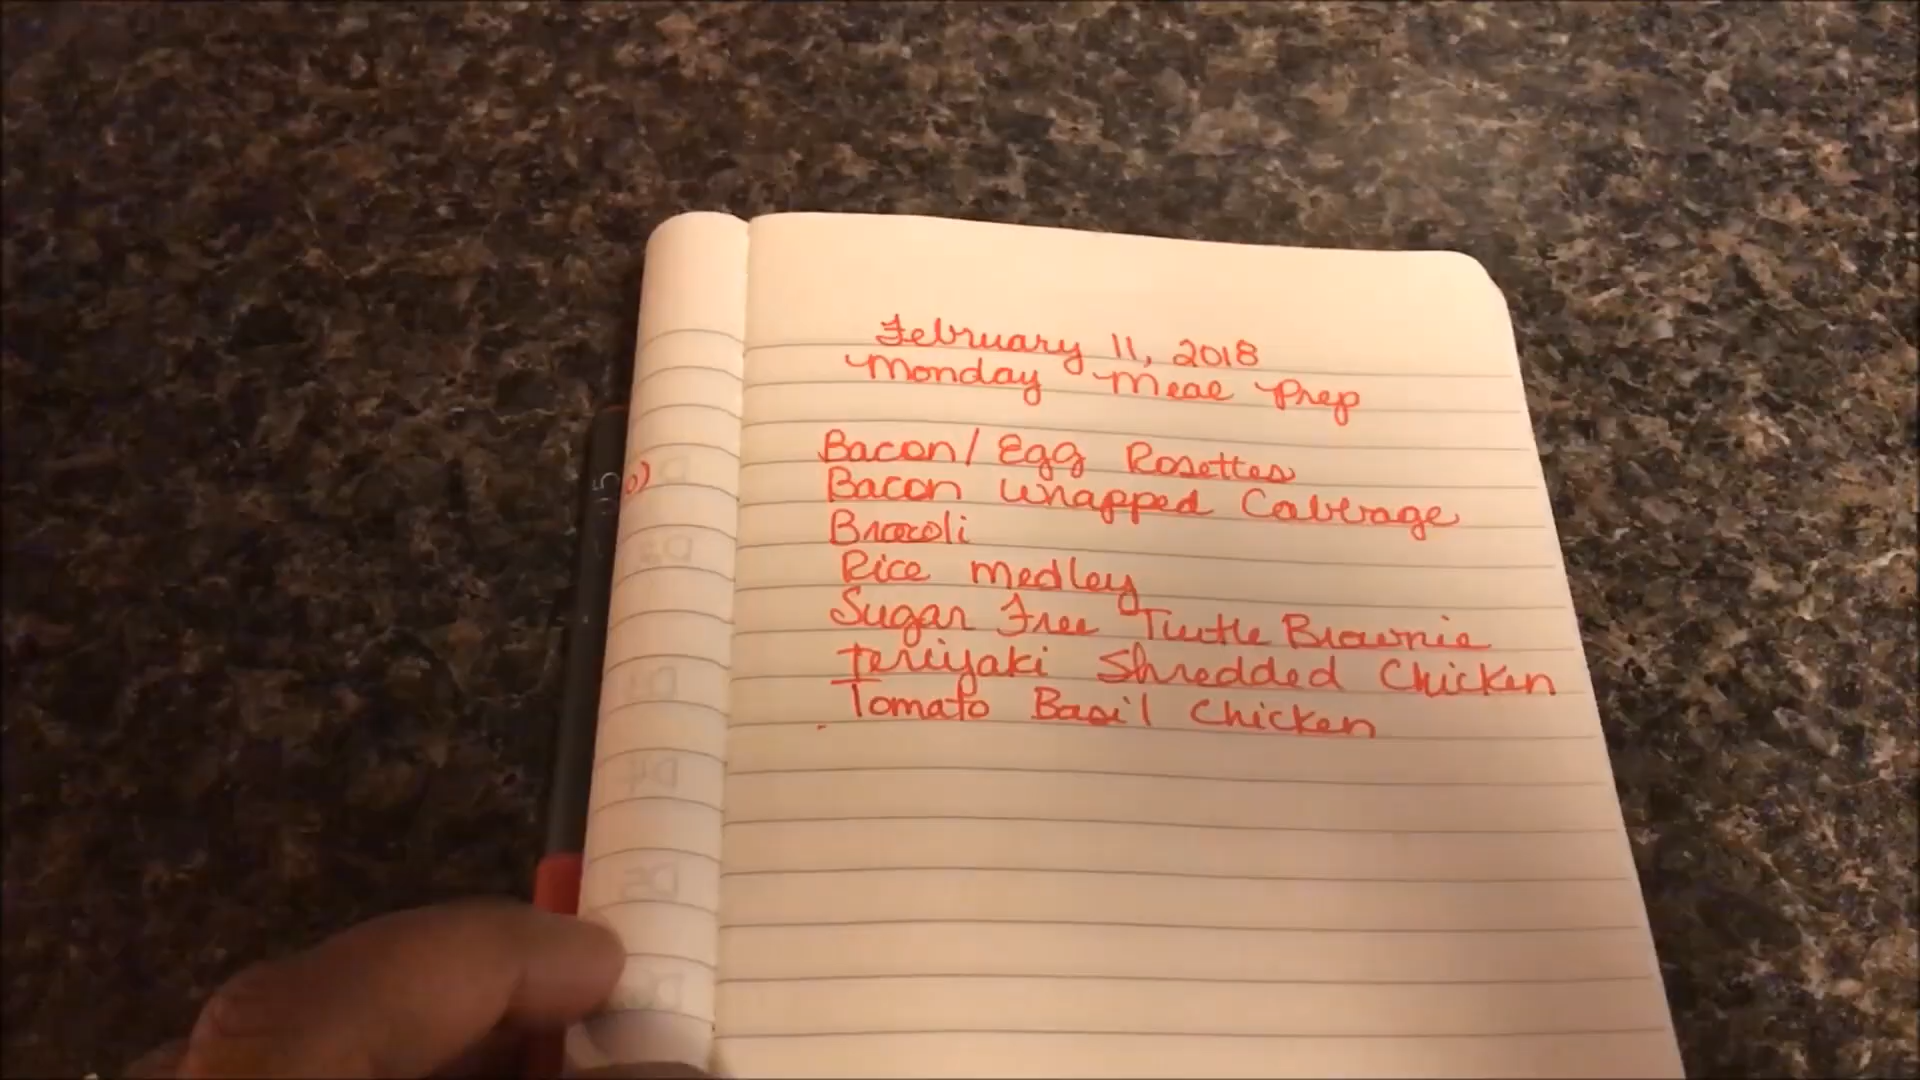 February 11, 2018
Monday Meal Prep
Bacon/Egg Rosettes
Bacon Wrapped Cabbage
Brocoli
Rice Medley
Sugar Free Turtle Brownie
Teriyaki Shredded Chicken
Tomato Basil Chicken